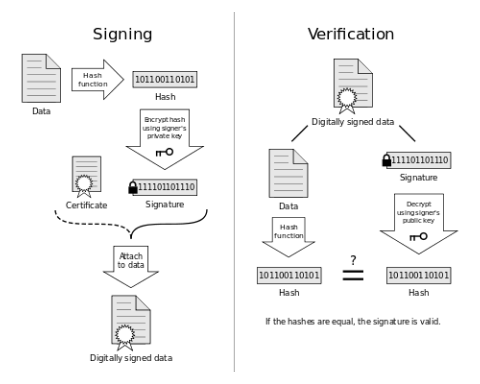 Signing
Hash
function
101100110101
Data
Hash
Encrypt hash
using signer's
private key
111101101110
Certificate
Signature
Attach
to data
Digitally signed data
Verification
Digitally signed data
111101101110
Signature
Data
Decrypt
using signer's
public key
Hash
function
?
101100110101
=
101100110101
Hash
Hash
If the hashes are equal, the signature is valid.